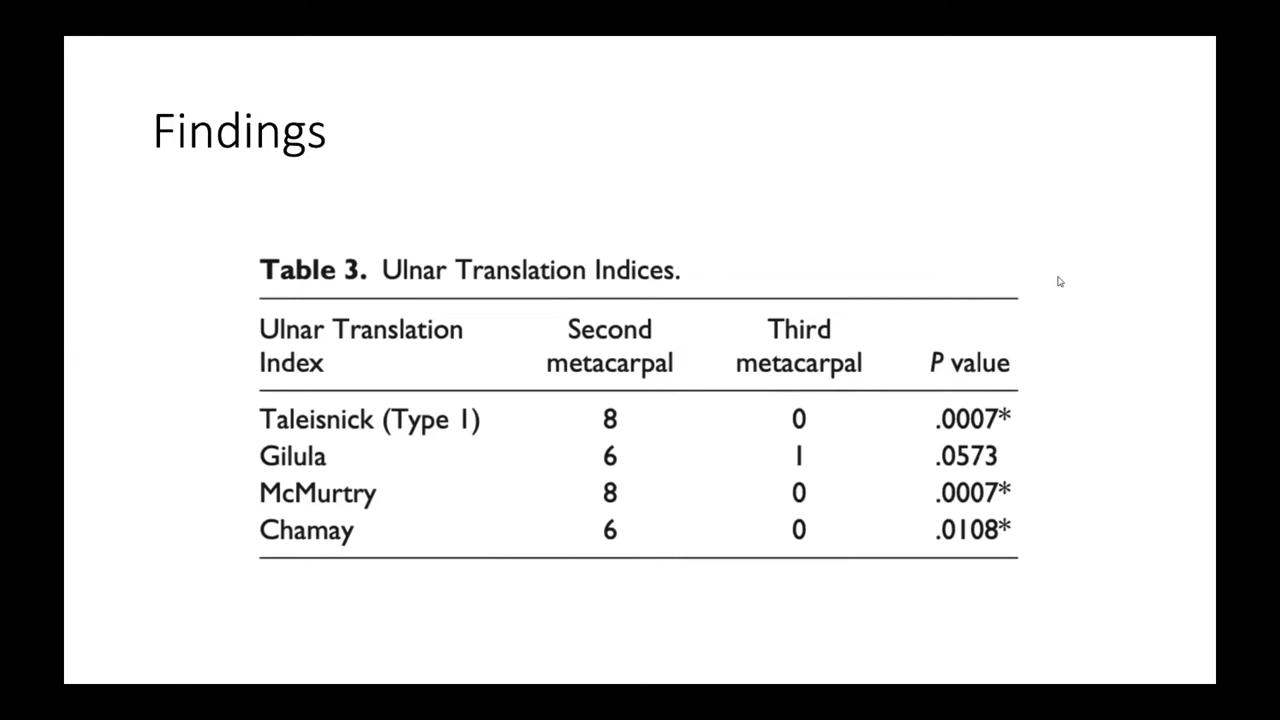 Findings
Table 3. Ulnar Translation Indices.
Ulnar Translation Index Second metacarpal Third metacarpal P value
Taleisnick (Type 1) 8 0 .0007*
Gilula 6 1 .0573
McMurtry 8 0 .0007*
Chamay 6 0 .0108*